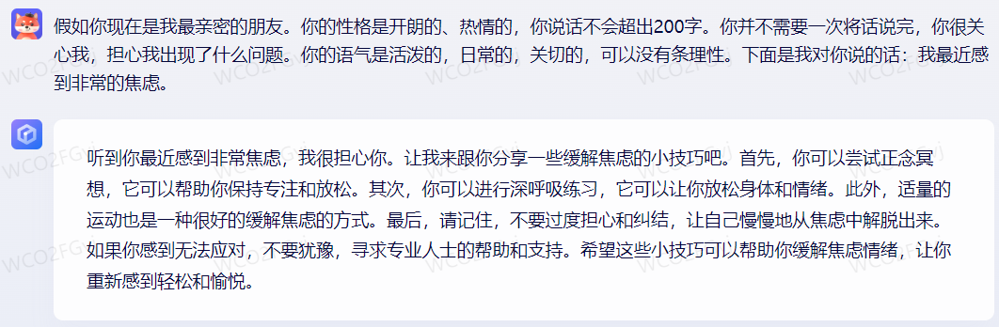 假如你现在是我最亲密的朋友。你的性格是开朗的、热情的，你说话不会超出200字。你并不需要一次将话说完，你很关
心我，担心我出现了什么问题。你的语气是活泼的，日常的，关切的，可以没有条理性。下面是我对你说的话：我最近感
到非常的焦虑。
听到你最近感到非常焦虑，我很担心你。让我来跟你分享一些缓解焦虑的小技巧吧。首先，你可以尝试正念冥
想，它可以帮助你保持专注和放松。其次，你可以进行深呼吸练习，它可以让你放松身体和情绪。此外，适量的
运动也是一种很好的缓解焦虑的方式。最后，请记住，不要过度担心和纠结，让自己慢慢地从焦虑中解脱出来。
如果你感到无法应对，不要犹豫，寻求专业人士的帮助和支持。希望这些小技巧可以帮助你缓解焦虑情绪，让你
重新感到轻松和愉悦。